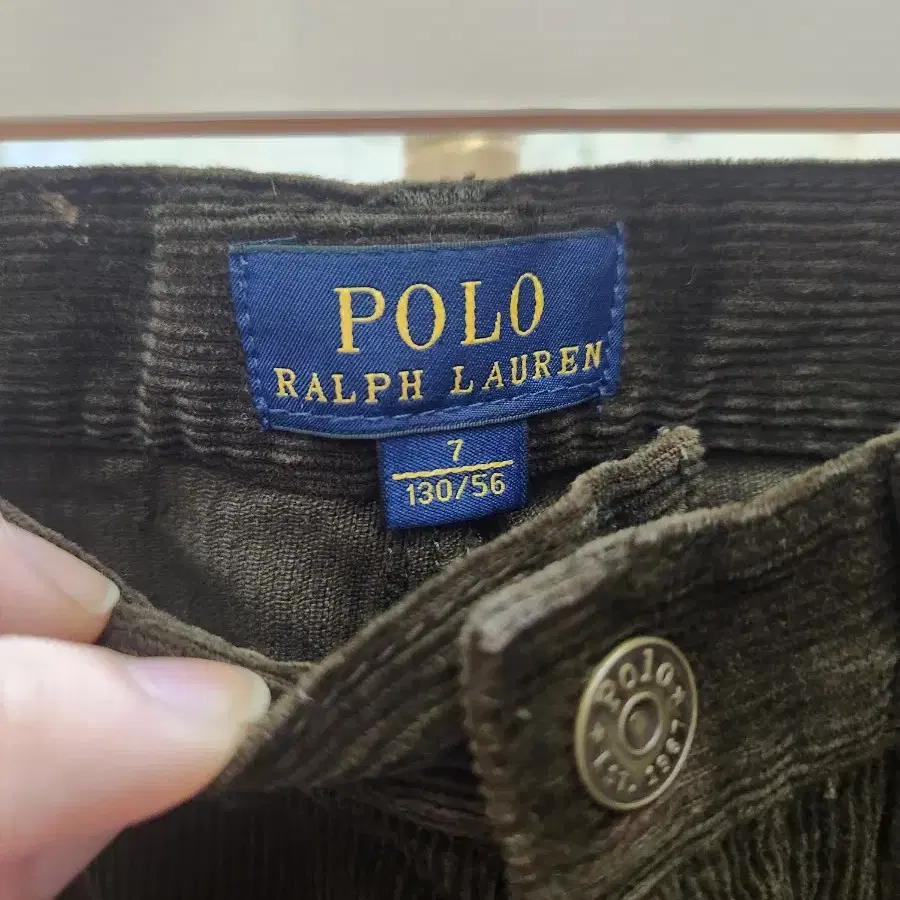 POLO
RALPH LAUREN
7
130/56
Polo
EST. 1967